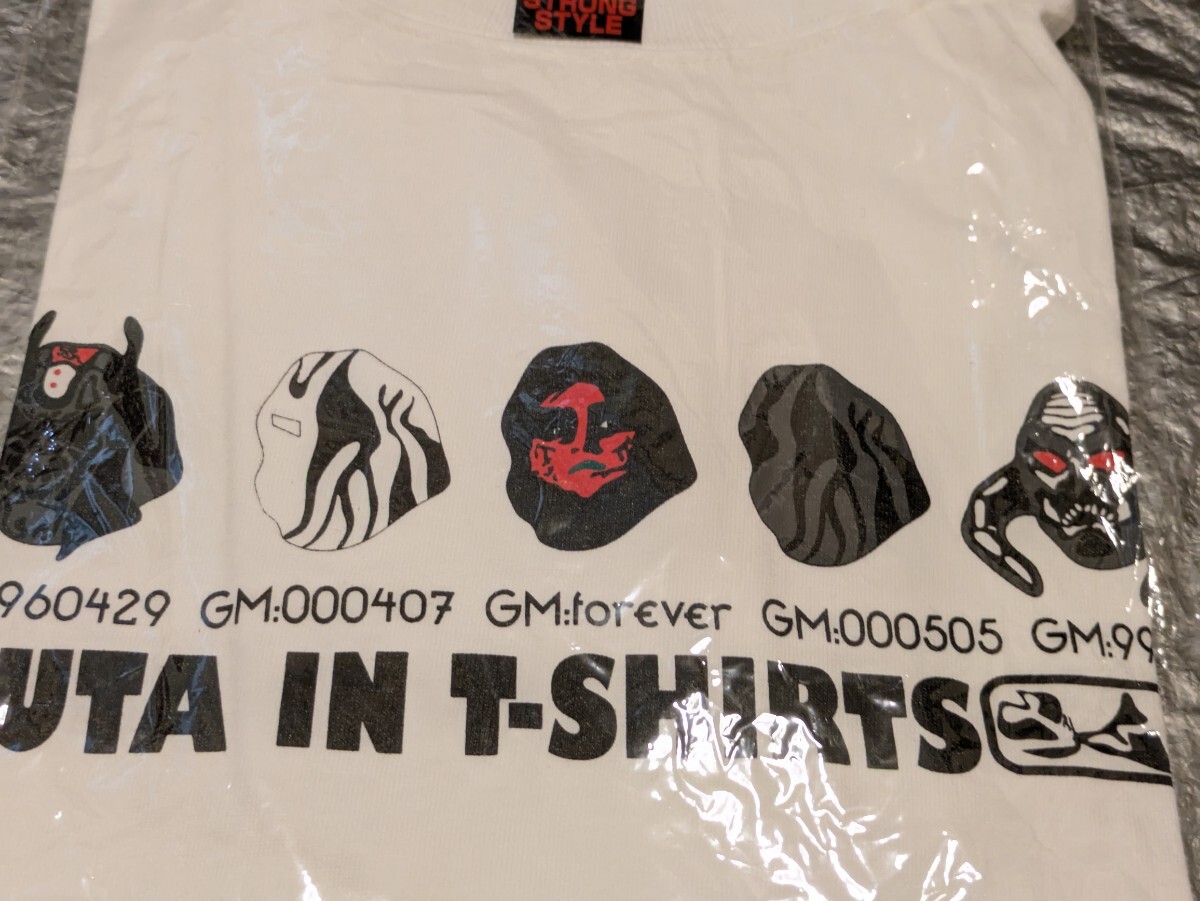 STRONG
STYLE
960429 GM:000407 GM:forever GM:000505 GM:99
UTA IN T-SHIRTS